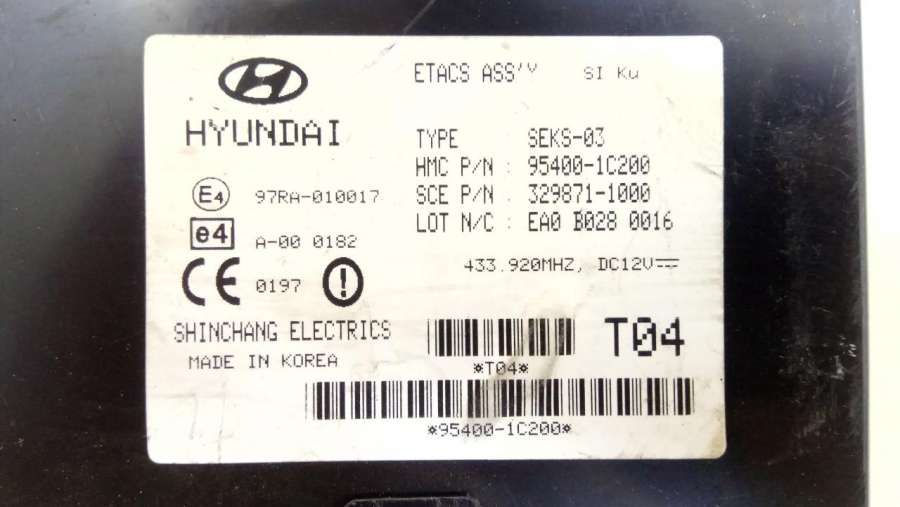 ETACS ASS'Y SI Ku
HYUNDAI
TYPE SEKS-03
HMC P/N : 95400-1C200
SCE P/N : 329871-1000
LOT N/C : EA0 B028 0016
E4 97RA-010017
e4 A-00 0182
433.920MHZ, DC12V
CE 0197 !
SHINCHANG ELECTRICS
MADE IN KOREA
T04
*T04*
*95400-1C200*